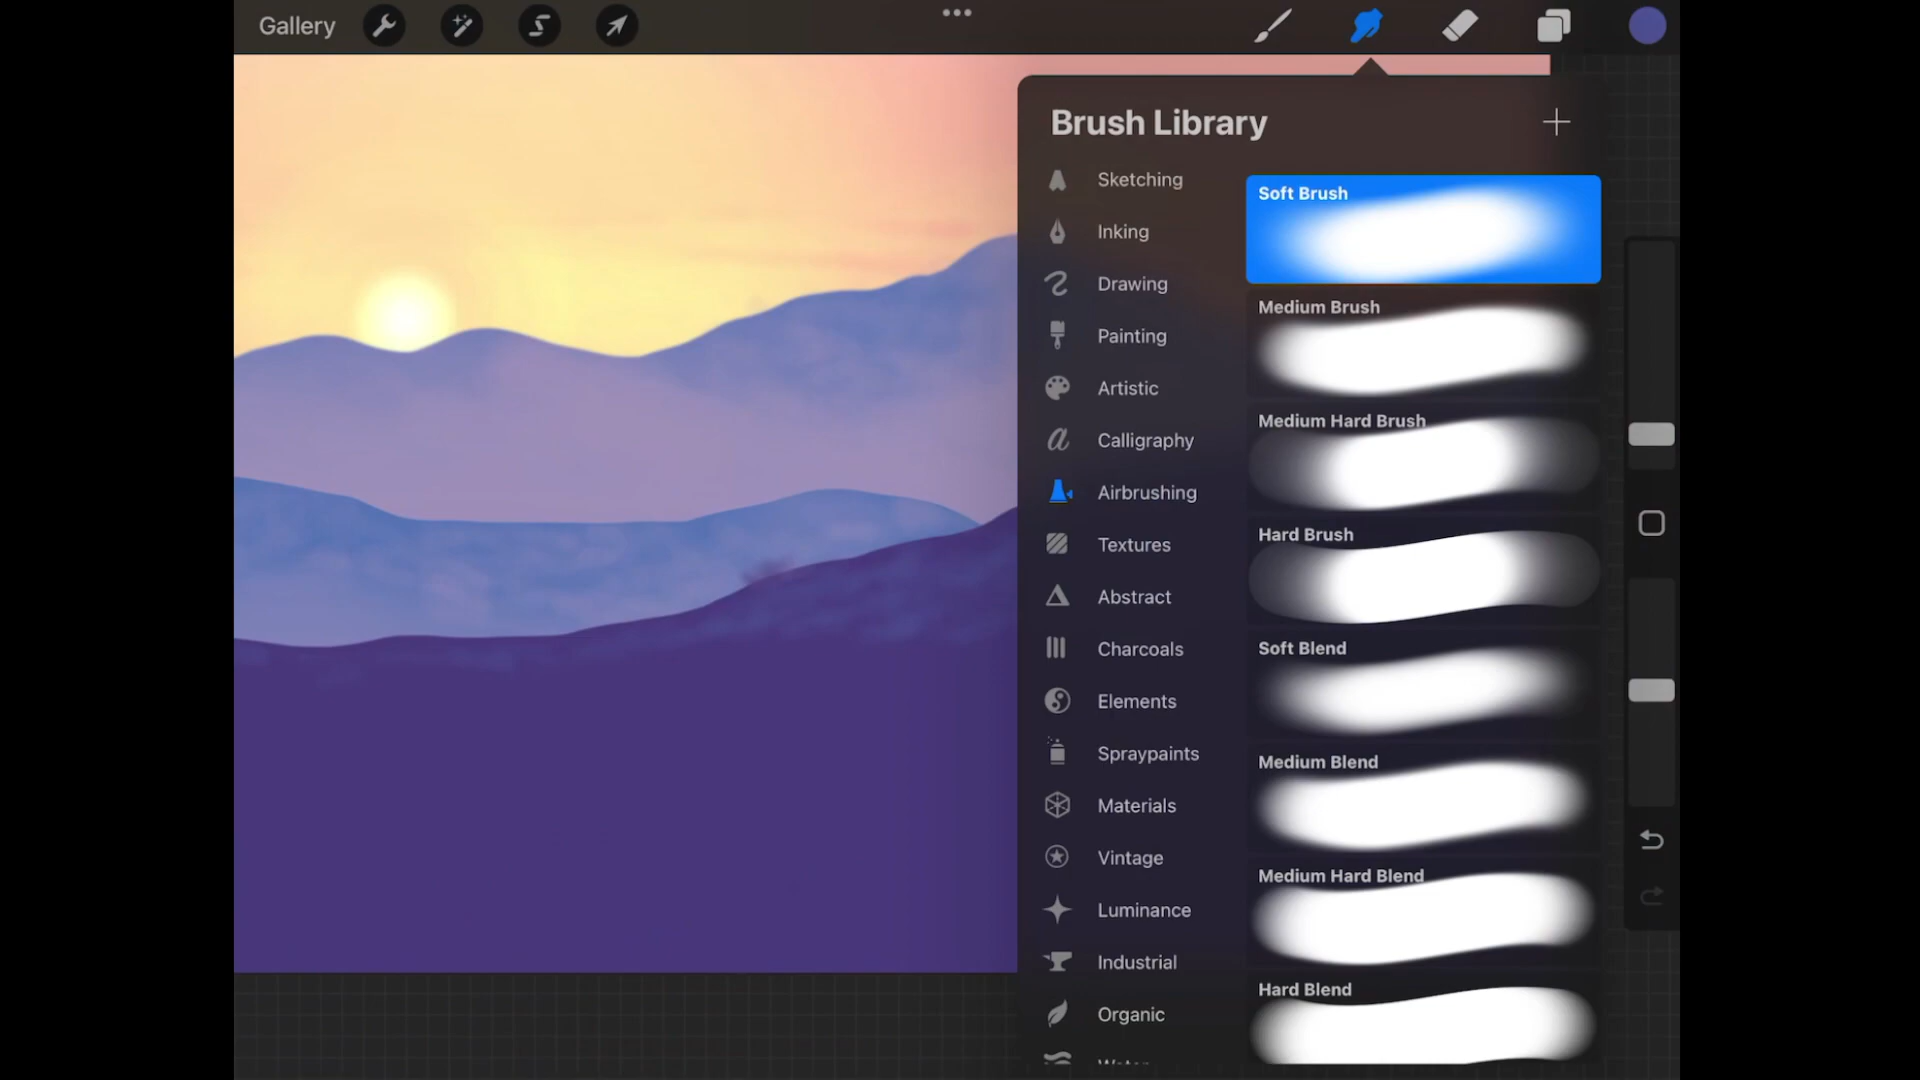 Gallery
Brush Library
Sketching
Inking
Drawing
Painting
Artistic
Calligraphy
Airbrushing
Textures
Abstract
Charcoals
Elements
Spraypaints
Materials
Vintage
Luminance
Industrial
Organic
Soft Brush
Medium Brush
Medium Hard Brush
Hard Brush
Soft Blend
Medium Blend
Medium Hard Blend
Hard Blend